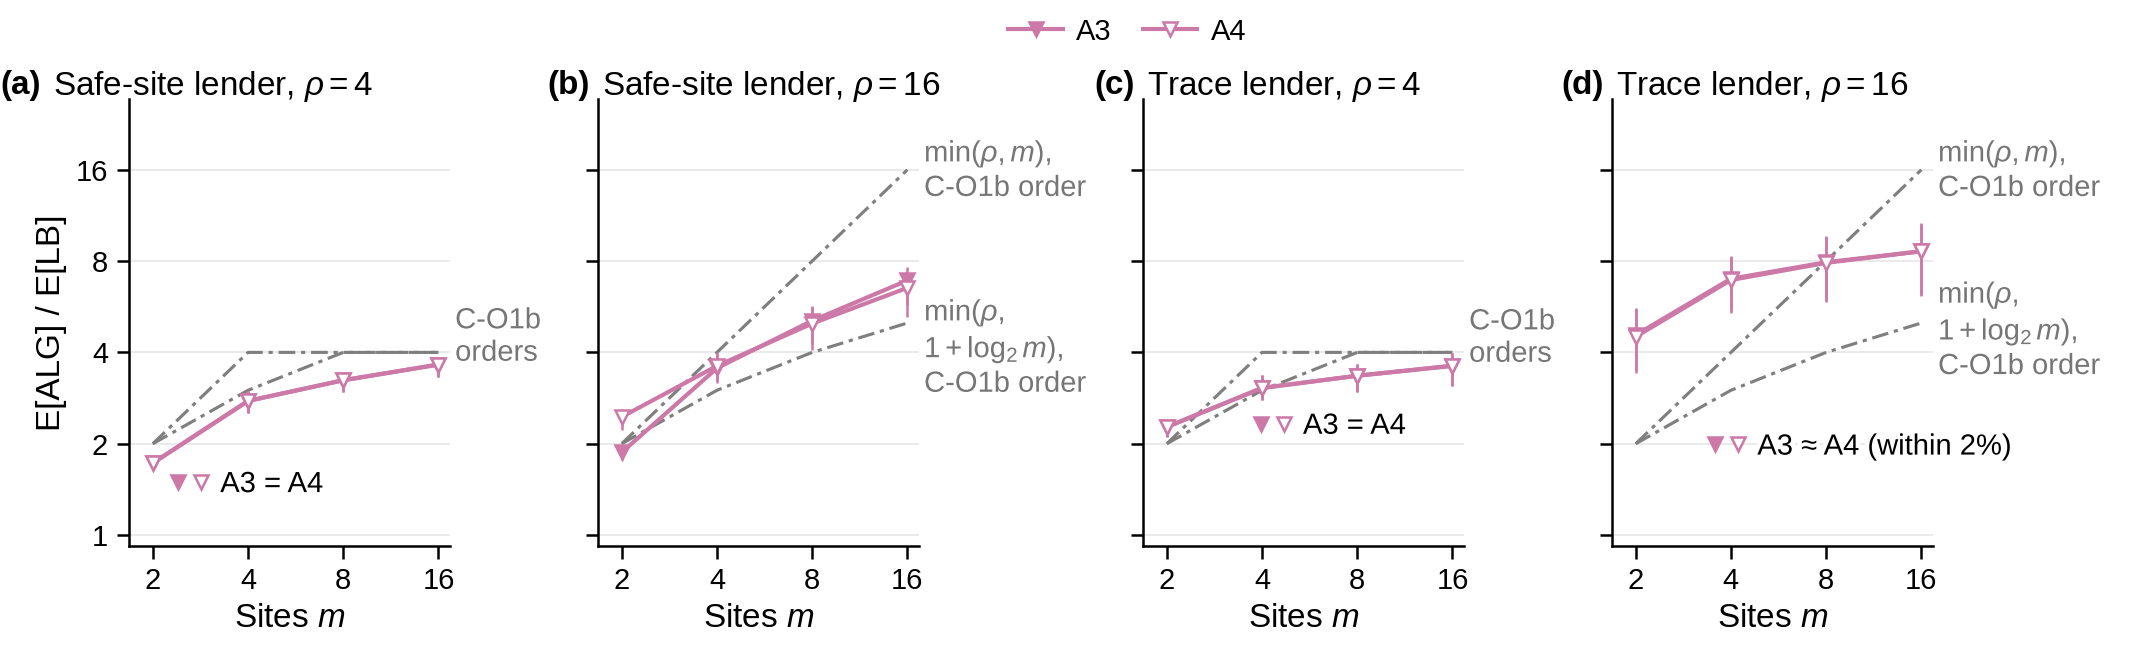 A3 A4
(a) Safe-site lender, ρ = 4
(b) Safe-site lender, ρ = 16
(c) Trace lender, ρ = 4
(d) Trace lender, ρ = 16
E[ALG] / E[LB]
16
8
4
2
1
C-O1b
orders
A3 = A4
2 4 8 16
Sites m
min(ρ, m),
C-O1b order
min(ρ,
1 + log₂ m),
C-O1b order
2 4 8 16
Sites m
C-O1b
orders
A3 = A4
2 4 8 16
Sites m
min(ρ, m),
C-O1b order
min(ρ,
1 + log₂ m),
C-O1b order
A3 ≈ A4 (within 2%)
2 4 8 16
Sites m